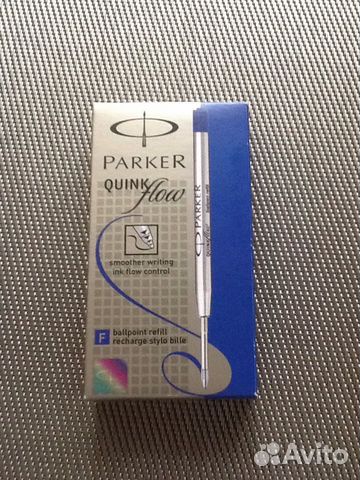 PARKER
QUINK flow
smoother writing
ink flow control
F ballpoint refill
recharge stylo bille
PARKER
Avito